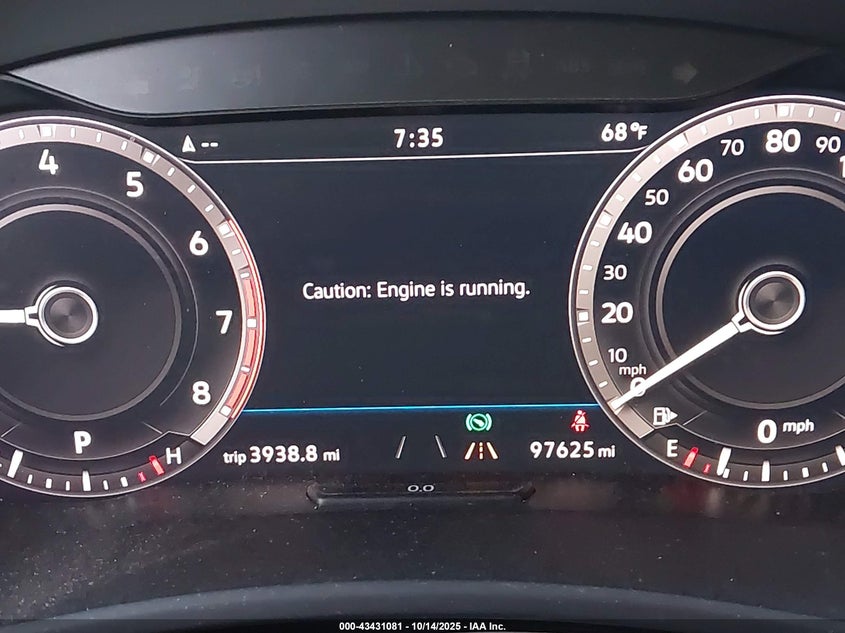 -- 7:35 68°F
4 5 6 7 8
P
H
Caution: Engine is running.
10 20 30 40 50 60 70 80 90
mph
0
0 mph
E
trip 3938.8 mi
97625 mi
0.0
000-43431081 - 10/14/2025 - IAA Inc.